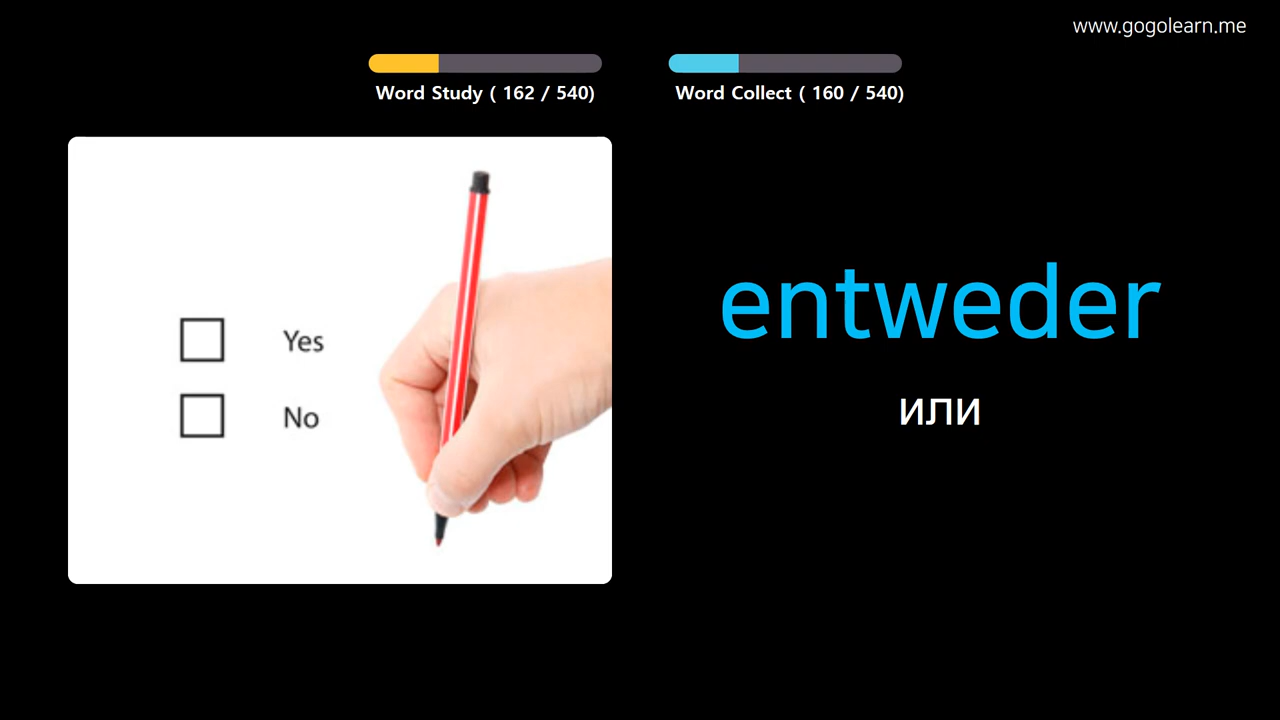 www.gogolearn.me
Word Study ( 162 / 540)
Word Collect ( 160 / 540)
Yes
No
entweder
или